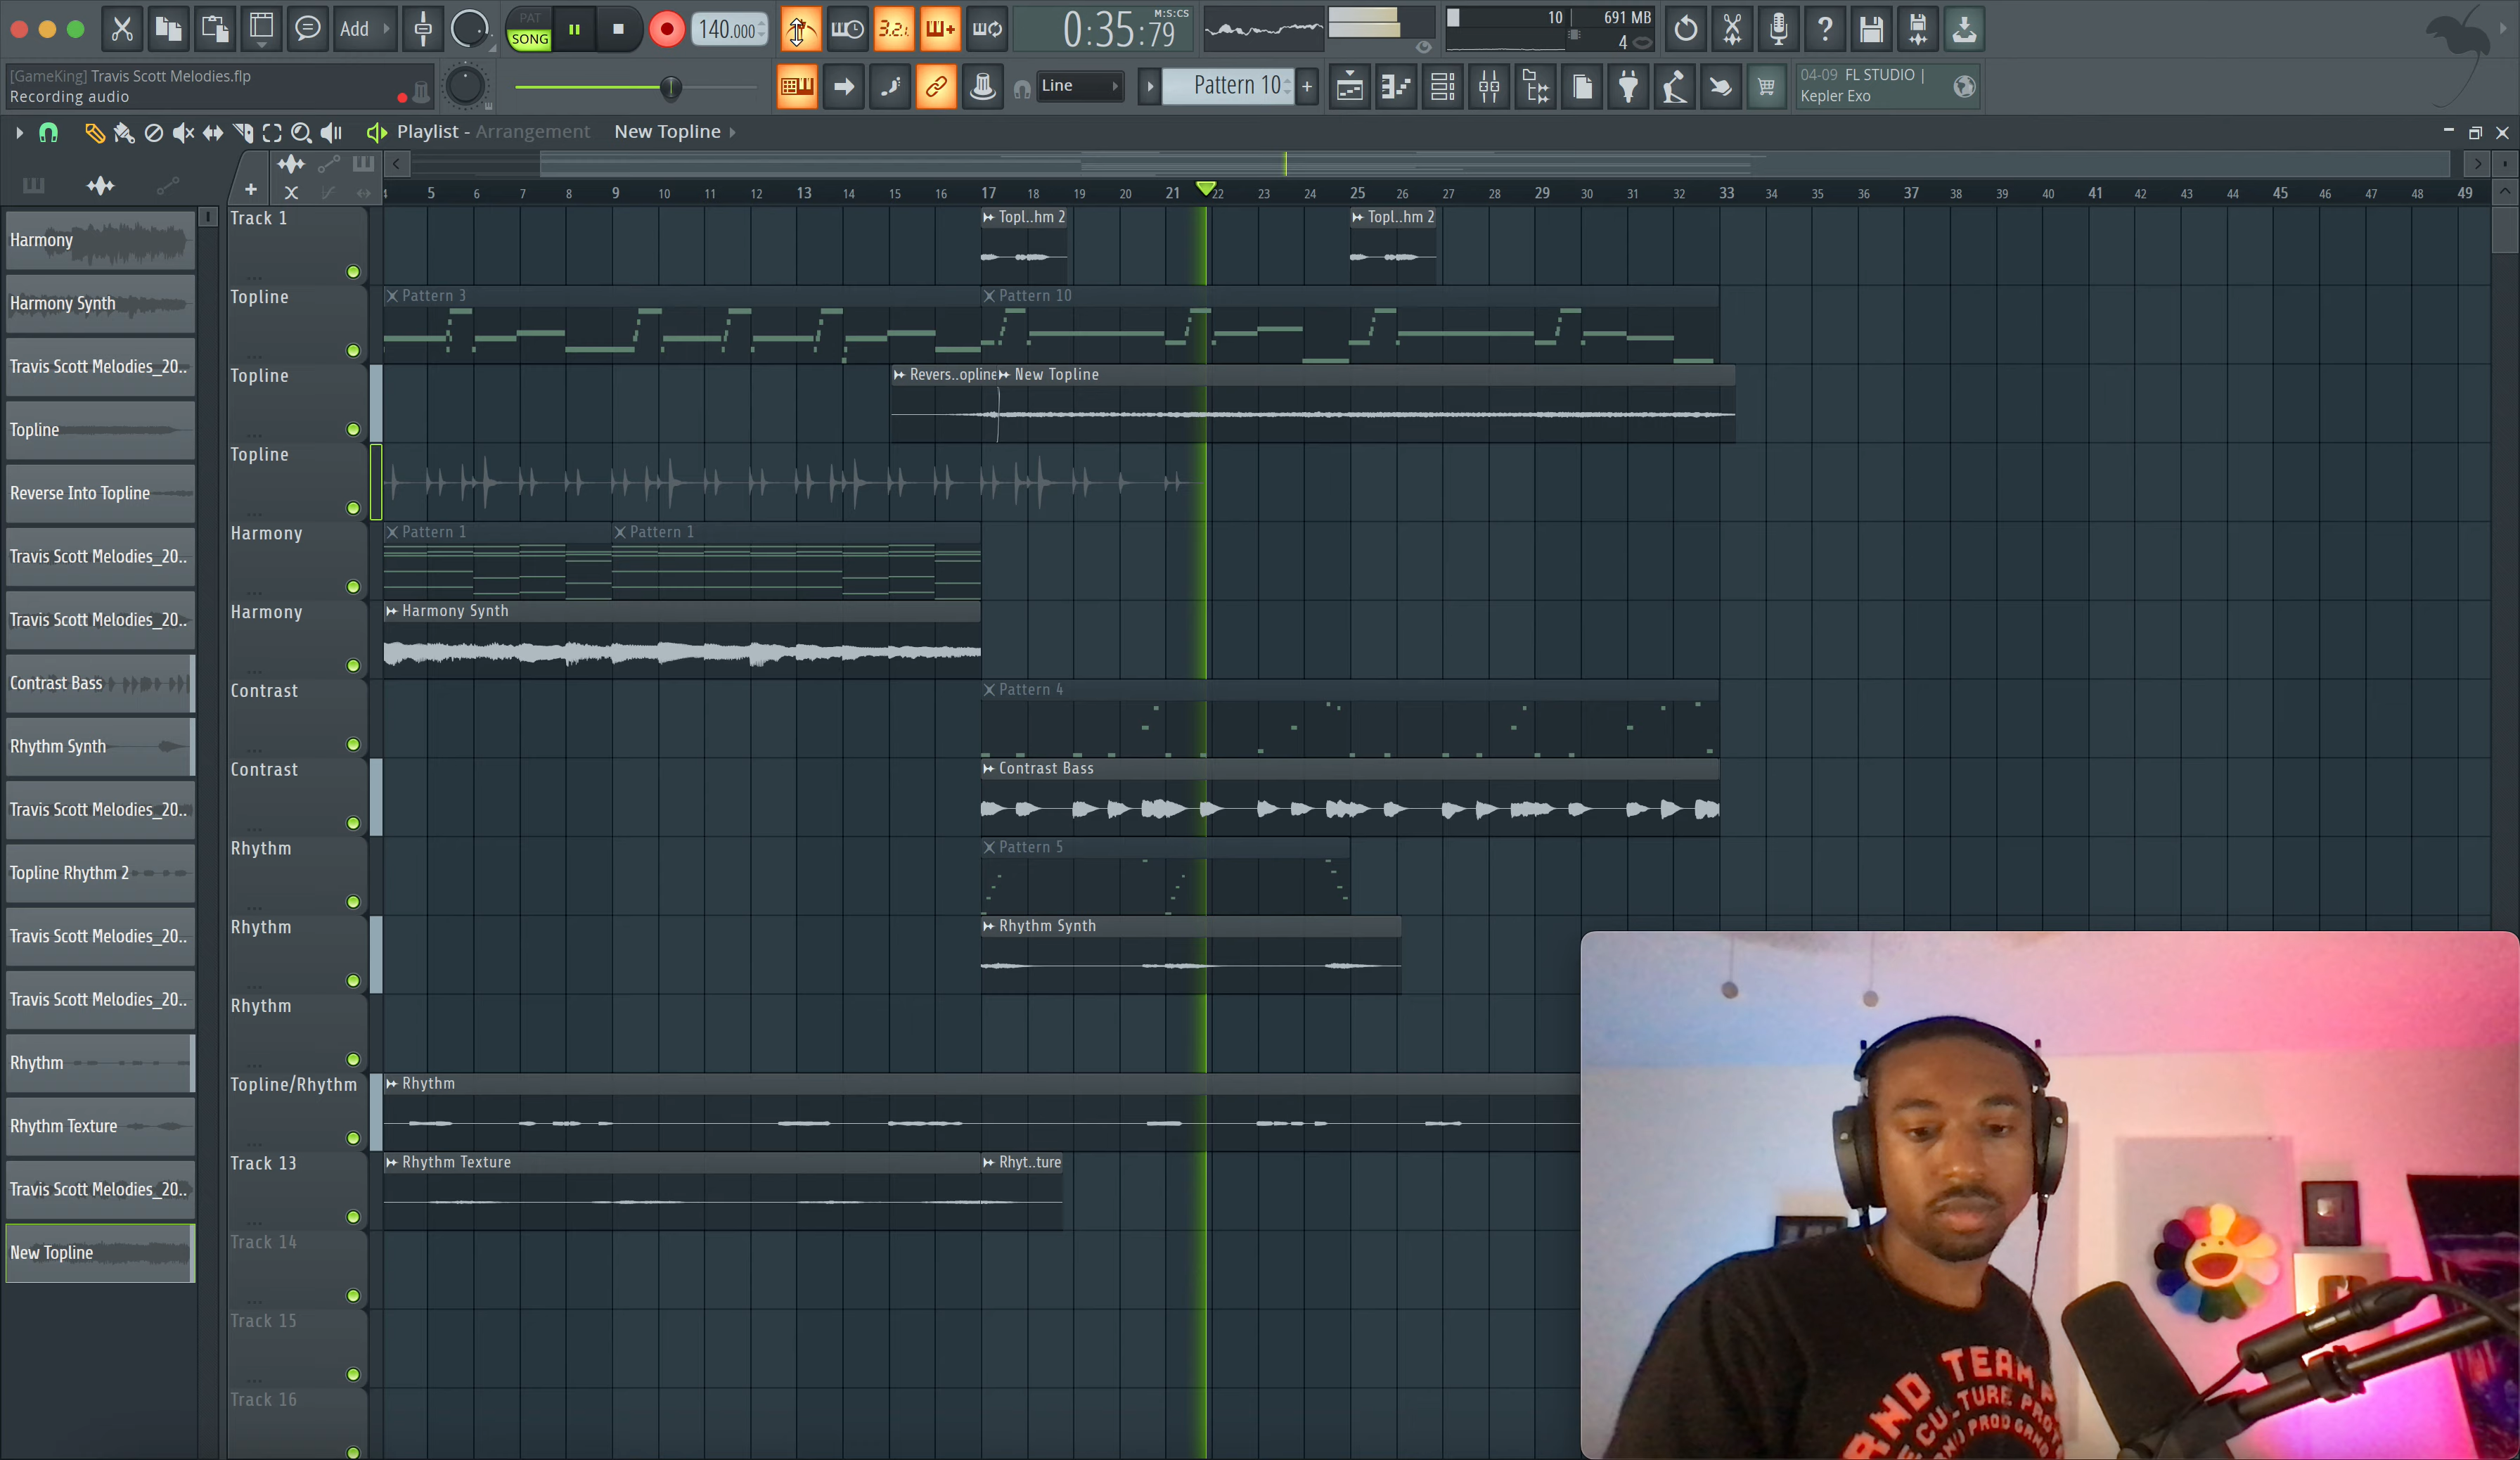 PAT
SONG
Add
140.000
3.2.
0:35:79
M:S:CS
10
691 MB
4
[GameKing] Travis Scott Melodies.flp
Recording audio
Line
Pattern 10
04-09 FL STUDIO |
Kepler Exo
Playlist - Arrangement
New Topline
4 5 6 7 8 9 10 11 12 13 14 15 16 17 18 19 20 21 22 23 24 25 26 27 28 29 30 31 32 33 34 35 36 37 38 39 40 41 42 43 44 45 46 47 48 49
Harmony
Harmony Synth
Travis Scott Melodies_20..
Topline
Reverse Into Topline
Travis Scott Melodies_20..
Travis Scott Melodies_20..
Contrast Bass
Rhythm Synth
Travis Scott Melodies_20..
Topline Rhythm 2
Travis Scott Melodies_20..
Travis Scott Melodies_20..
Rhythm
Rhythm Texture
Travis Scott Melodies_20..
New Topline
Track 1
Topl..hm 2
Topl..hm 2
Topline
Pattern 3
Pattern 10
Topline
Revers..opline
New Topline
Topline
Harmony
Pattern 1
Pattern 1
Harmony
Harmony Synth
Contrast
Pattern 4
Contrast
Contrast Bass
Rhythm
Pattern 5
Rhythm
Rhythm Synth
Rhythm
Topline/Rhythm
Rhythm
Track 13
Rhythm Texture
Rhyt..ture
Track 14
Track 15
Track 16
TEAM